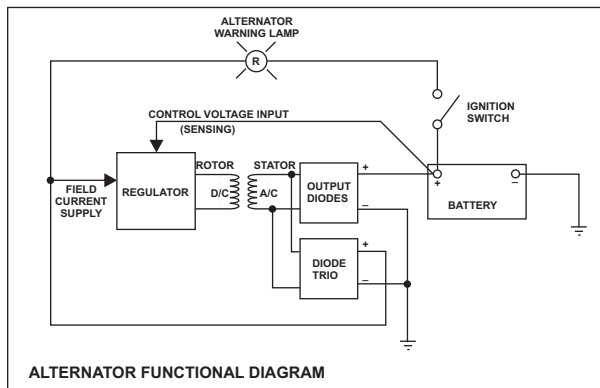 ALTERNATOR
WARNING LAMP
R
CONTROL VOLTAGE INPUT
(SENSING)
IGNITION
SWITCH
ROTOR
STATOR
REGULATOR
D/C
A/C
OUTPUT
DIODES
+
–
+
–
BATTERY
FIELD
CURRENT
SUPPLY
DIODE
TRIO
+
–
ALTERNATOR FUNCTIONAL DIAGRAM